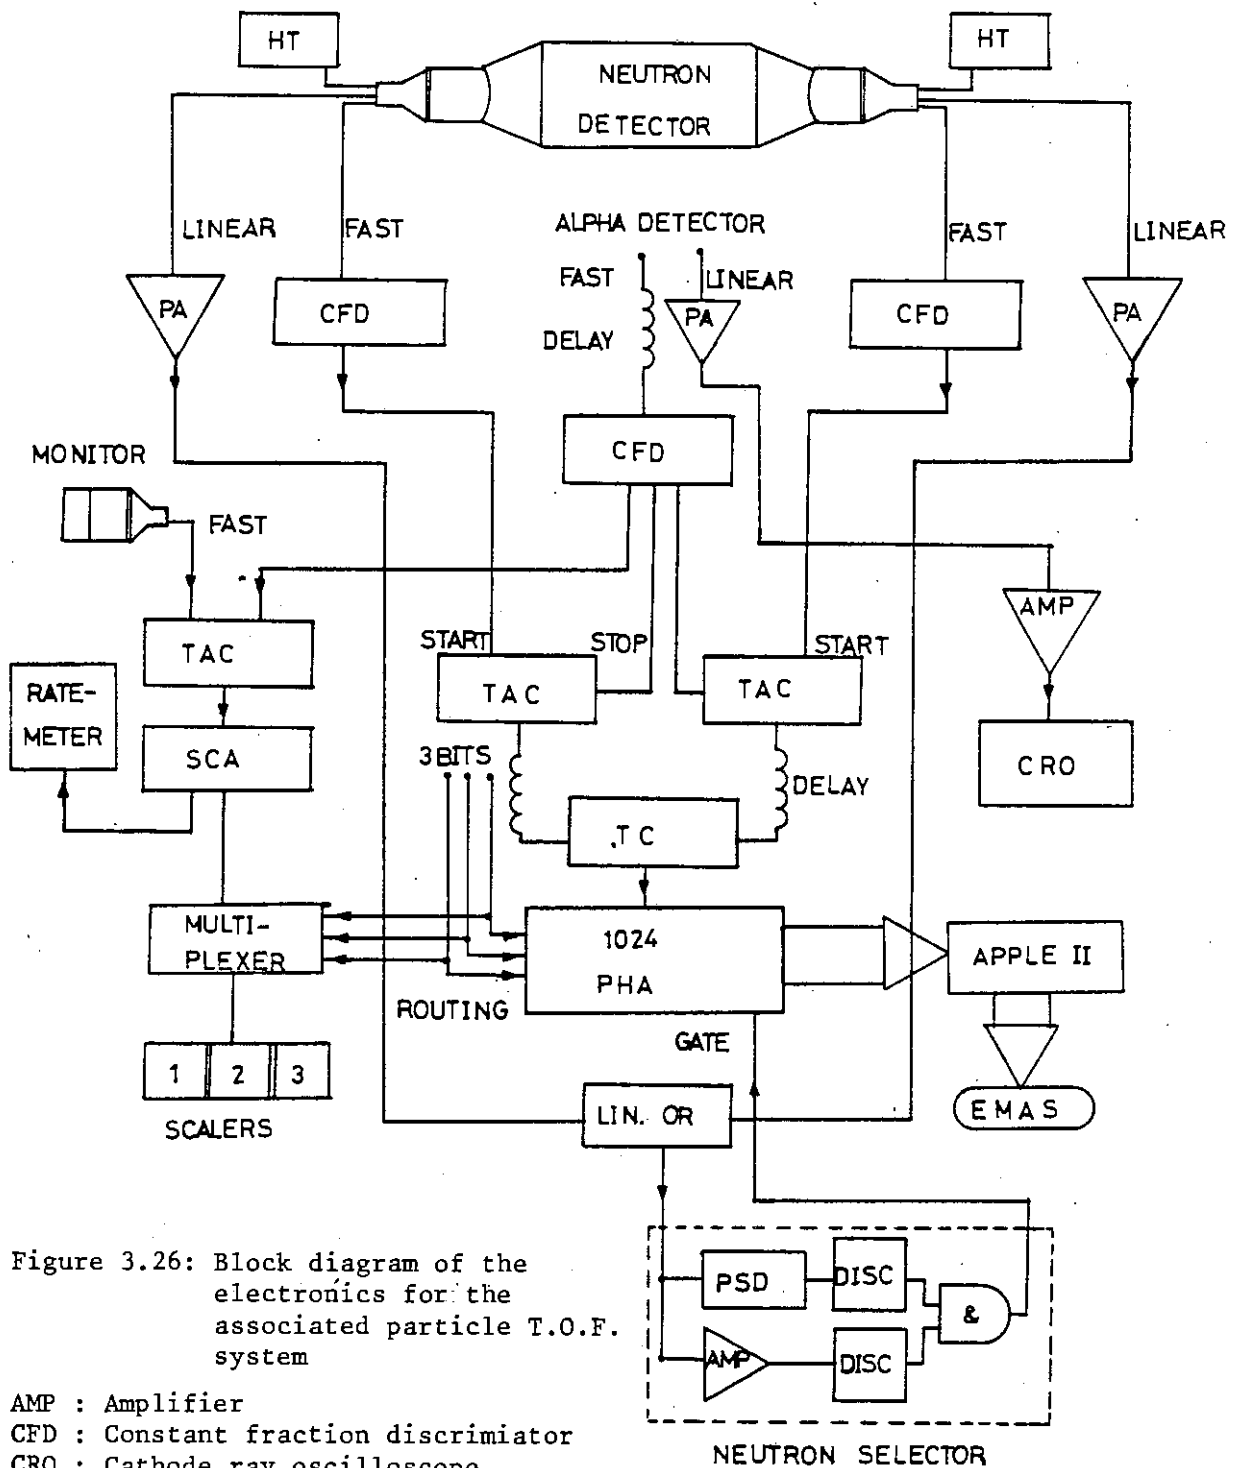 HT
HT
NEUTRON
DETECTOR
LINEAR
FAST
ALPHA DETECTOR
FAST
LINEAR
FAST
LINEAR
PA
CFD
DELAY
PA
CFD
PA
CFD
MONITOR
FAST
AMP
START
STOP
START
TAC
TAC
TAC
RATE-
METER
SCA
3 BITS
DELAY
CRO
TC
MULTI-
PLEXER
1024
PHA
APPLE II
ROUTING
GATE
1 2 3
SCALERS
LIN. OR
EMAS
PSD
DISC
&
AMP
DISC
NEUTRON SELECTOR
Figure 3.26: Block diagram of the
electronics for the
associated particle T.O.F.
system
AMP : Amplifier
CFD : Constant fraction discrimiator
CRO : Cathode ray oscilloscope